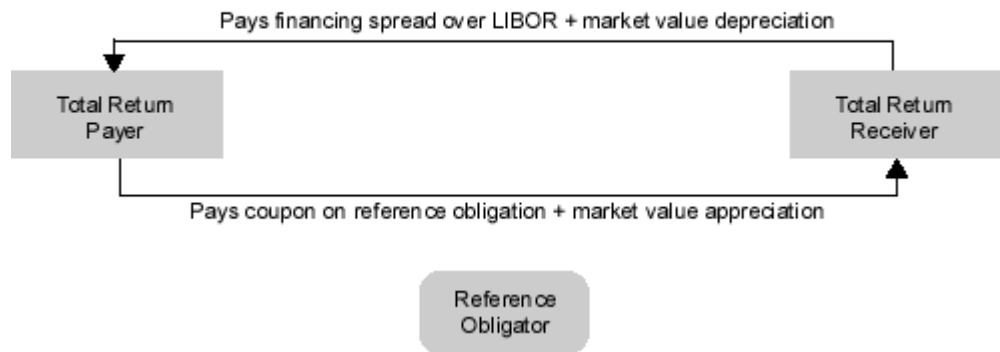 Pays financing spread over LIBOR + market value depreciation
Total Return
Payer
Total Return
Receiver
Pays coupon on reference obligation + market value appreciation
Reference
Obligator